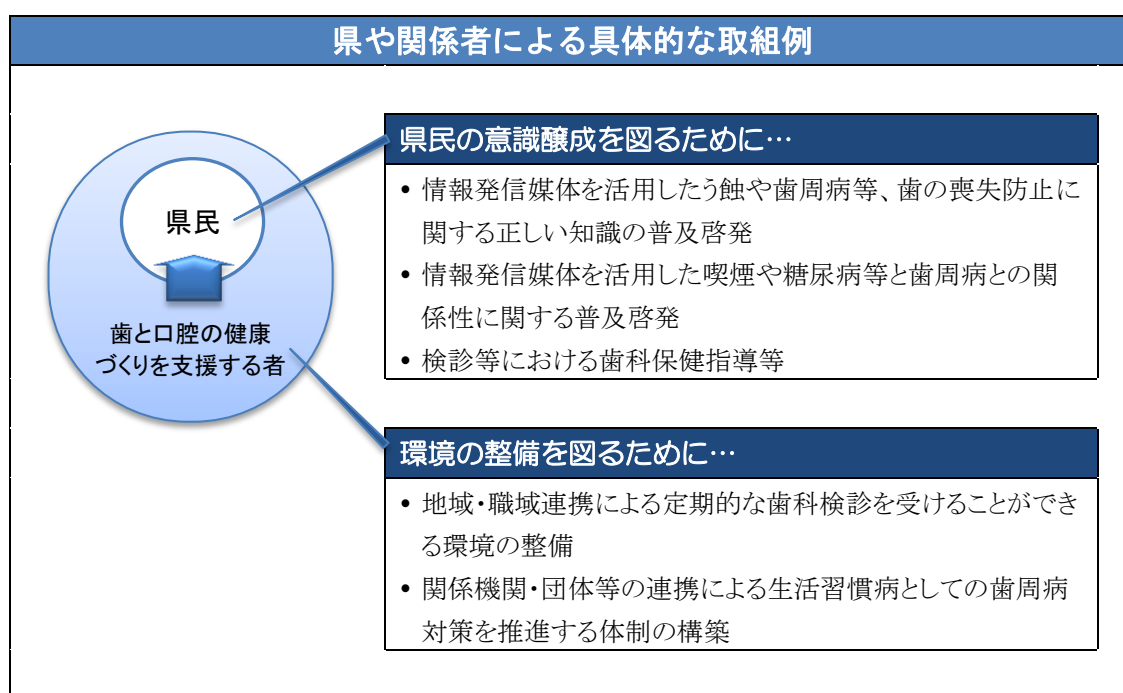 県や関係者による具体的な取組例
県民
歯と口腔の健康
づくりを支援する者
県民の意識醸成を図るために…
• 情報発信媒体を活用したう蝕や歯周病等、歯の喪失防止に
関する正しい知識の普及啓発
• 情報発信媒体を活用した喫煙や糖尿病等と歯周病との関
係性に関する普及啓発
• 検診等における歯科保健指導等
環境の整備を図るために…
• 地域・職域連携による定期的な歯科検診を受けることができ
る環境の整備
• 関係機関・団体等の連携による生活習慣病としての歯周病
対策を推進する体制の構築